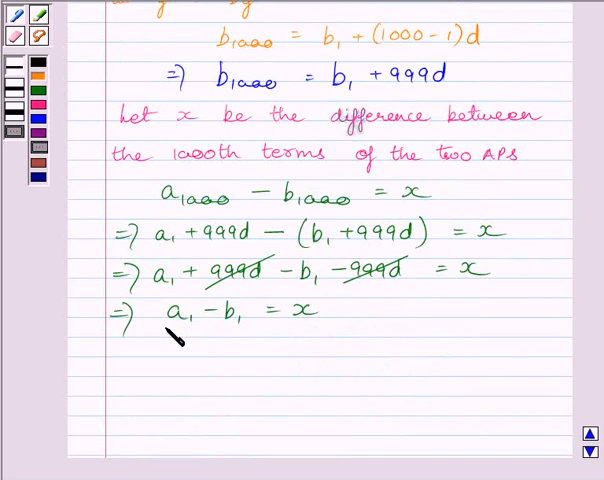 b₁₀₀₀ = b₁ + (1000 - 1)d
=> b₁₀₀₀ = b₁ + 999d
Let x be the difference between
the 1000th terms of the two APs
a₁₀₀₀ - b₁₀₀₀ = x
=> a₁ + 999d - (b₁ + 999d) = x
=> a₁ + 999d - b₁ - 999d = x
=> a₁ - b₁ = x